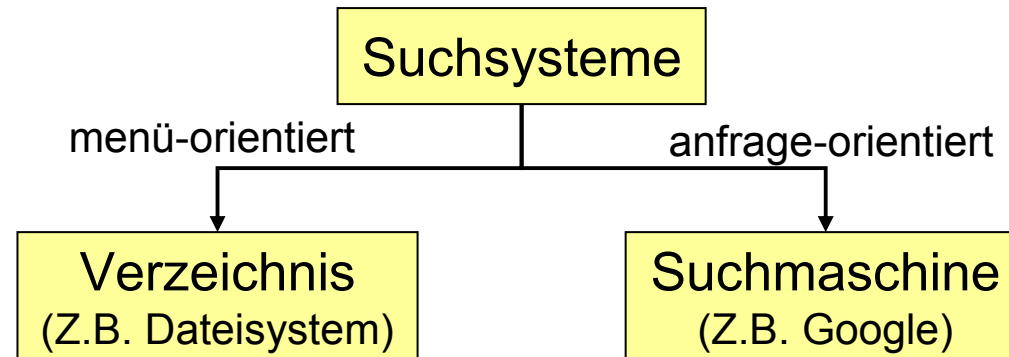 Suchsysteme
menü-orientiert
anfrage-orientiert
Verzeichnis
(Z.B. Dateisystem)
Suchmaschine
(Z.B. Google)